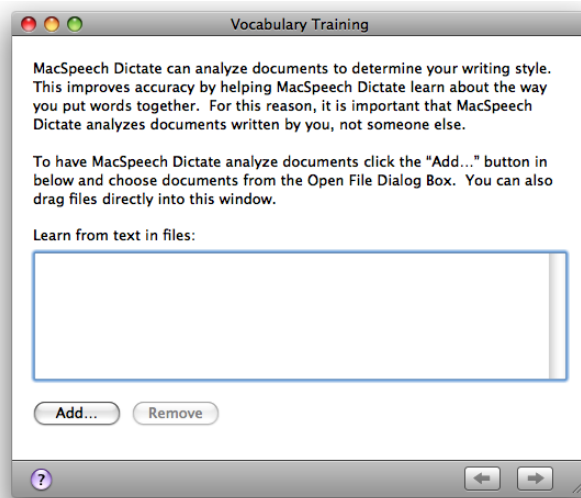 Vocabulary Training
MacSpeech Dictate can analyze documents to determine your writing style.
This improves accuracy by helping MacSpeech Dictate learn about the way
you put words together.  For this reason, it is important that MacSpeech
Dictate analyzes documents written by you, not someone else.
To have MacSpeech Dictate analyze documents click the “Add...” button in
below and choose documents from the Open File Dialog Box.  You can also
drag files directly into this window.
Learn from text in files:
Add... Remove
?